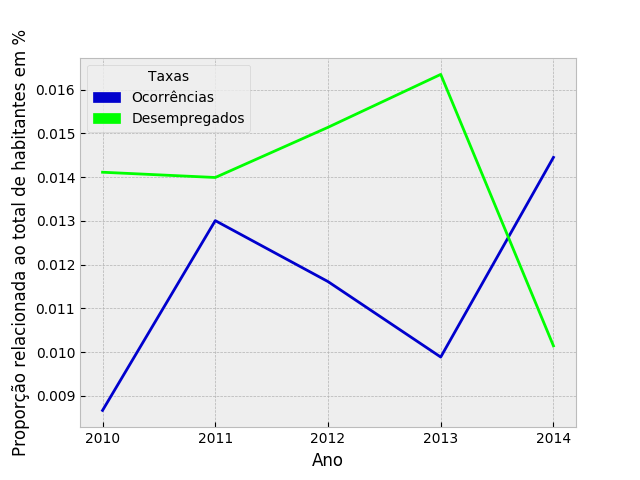 Proporção relacionada ao total de habitantes em %
0.016
0.015
0.014
0.013
0.012
0.011
0.010
0.009
Taxas
Ocorrências
Desempregados
2010 2011 2012 2013 2014
Ano